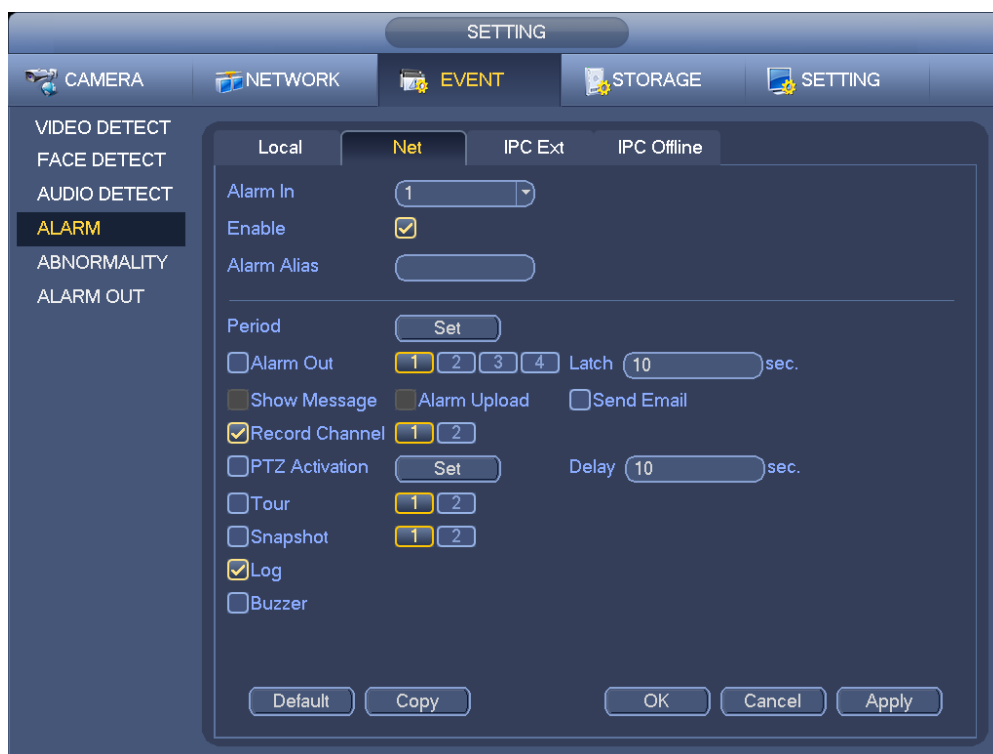 SETTING
CAMERA NETWORK EVENT STORAGE SETTING
VIDEO DETECT
FACE DETECT
AUDIO DETECT
ALARM
ABNORMALITY
ALARM OUT
Local Net IPC Ext IPC Offline
Alarm In 1
Enable
Alarm Alias
Period Set
Alarm Out 1 2 3 4 Latch 10 sec.
Show Message Alarm Upload Send Email
Record Channel 1 2
PTZ Activation Set Delay 10 sec.
Tour 1 2
Snapshot 1 2
Log
Buzzer
Default Copy OK Cancel Apply